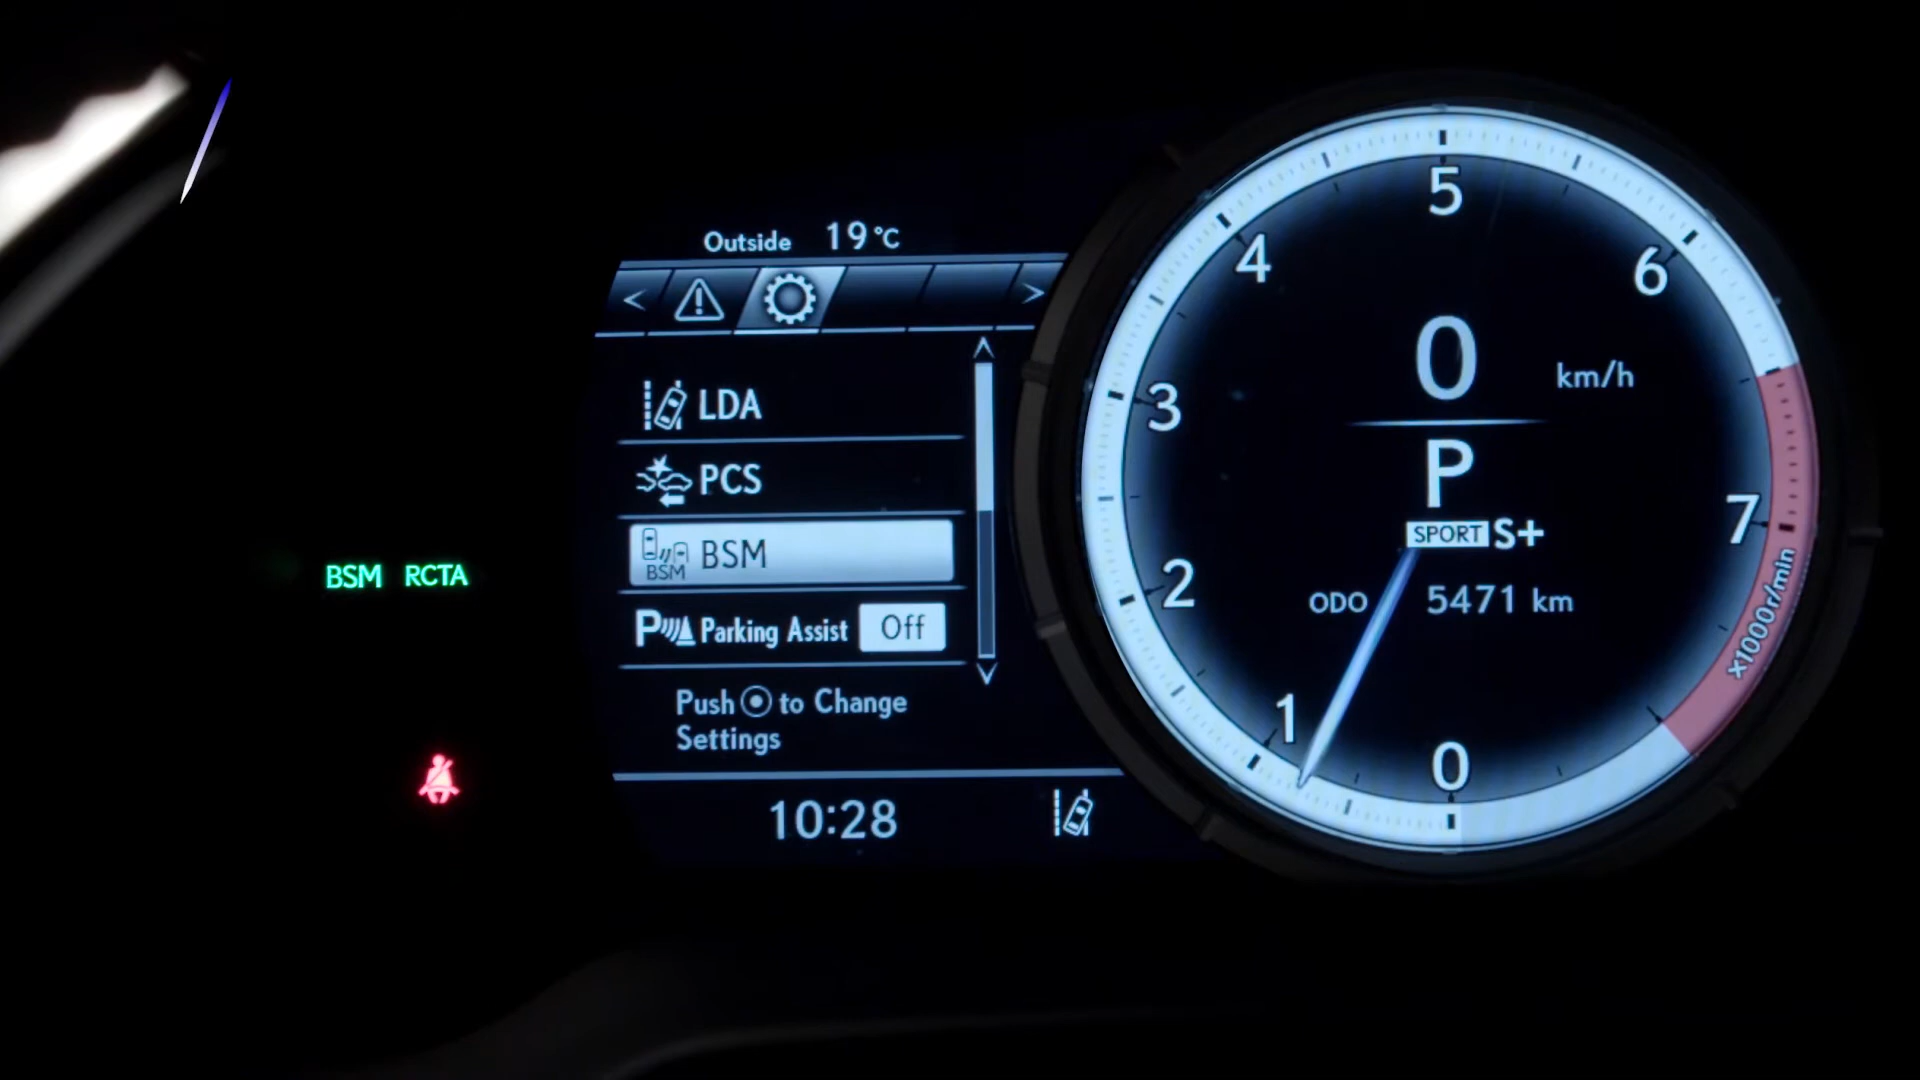 Outside 19°C
< >
LDA
PCS
BSM BSM
P Parking Assist Off
Push to Change
Settings
10:28
BSM RCTA
5
4
6
3
7
2
1
0
x1000r/min
0 km/h
P
SPORT S+
ODO 5471 km